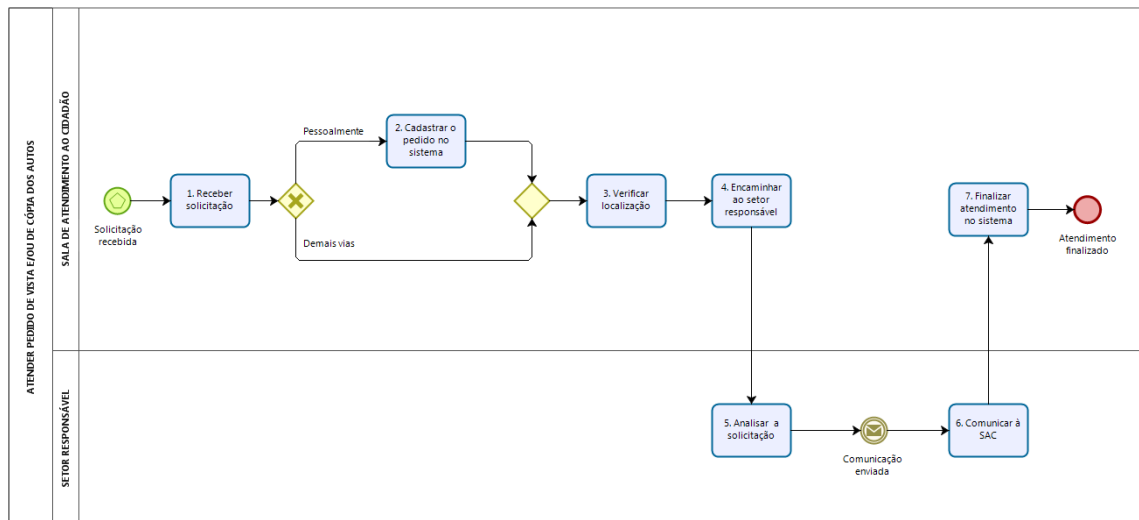 ATENDER PEDIDO DE VISTA E/OU DE CÓPIA DOS AUTOS
SALA DE ATENDIMENTO AO CIDADÃO
Solicitação
recebida
1. Receber
solicitação
Pessoalmente
Demais vias
2. Cadastrar o
pedido no
sistema
3. Verificar
localização
4. Encaminhar
ao setor
responsável
7. Finalizar
atendimento
no sistema
Atendimento
finalizado
SETOR RESPONSÁVEL
5. Analisar a
solicitação
Comunicação
enviada
6. Comunicar à
SAC